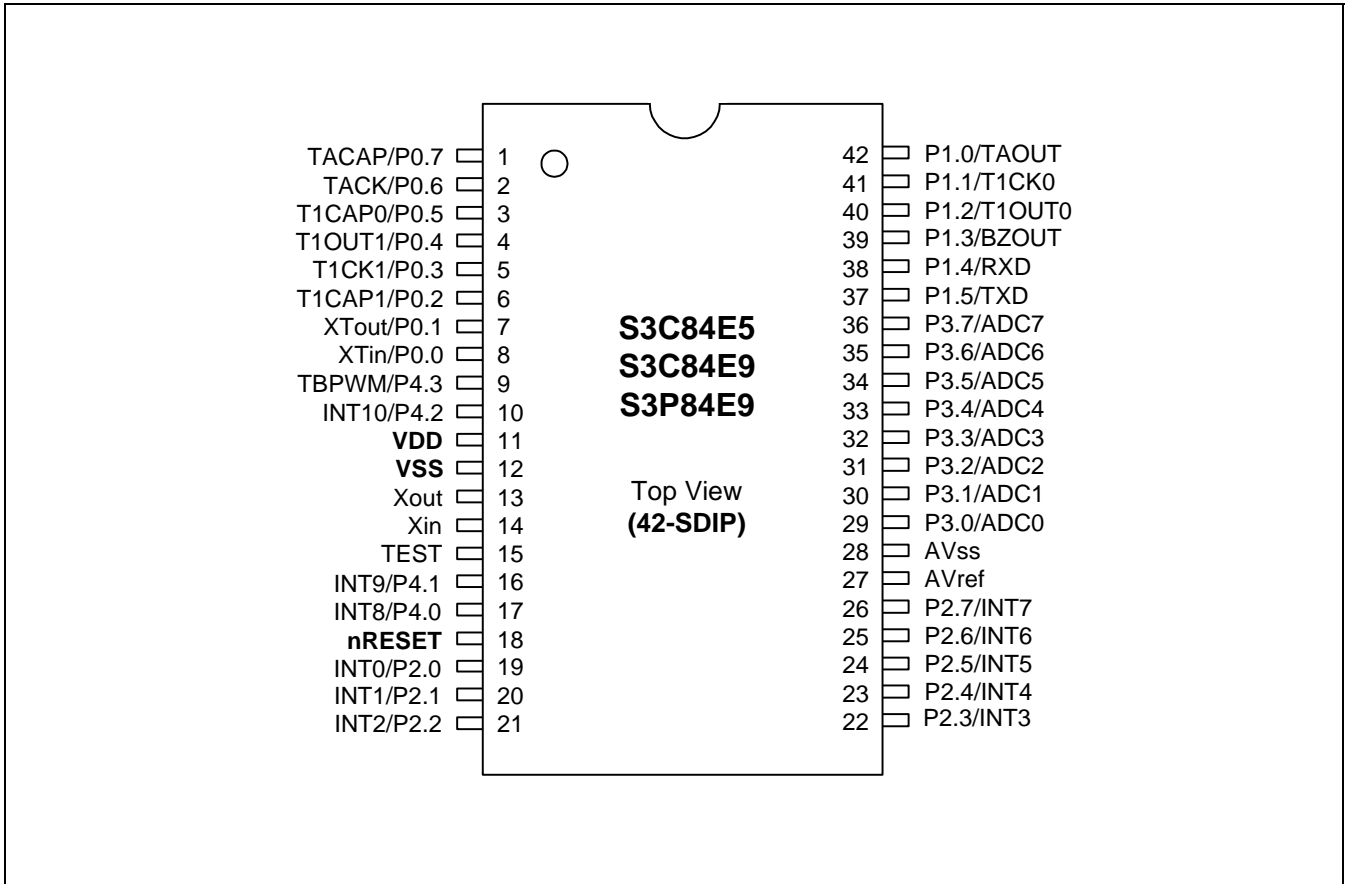 TACAP/P0.7 1 42 P1.0/TAOUT
TACK/P0.6 2 41 P1.1/T1CK0
T1CAP0/P0.5 3 40 P1.2/T1OUT0
T1OUT1/P0.4 4 39 P1.3/BZOUT
T1CK1/P0.3 5 38 P1.4/RXD
T1CAP1/P0.2 6 37 P1.5/TXD
XTout/P0.1 7 S3C84E5 36 P3.7/ADC7
XTin/P0.0 8 S3C84E9 35 P3.6/ADC6
TBPWM/P4.3 9 S3P84E9 34 P3.5/ADC5
INT10/P4.2 10 33 P3.4/ADC4
VDD 11 32 P3.3/ADC3
VSS 12 31 P3.2/ADC2
Xout 13 Top View 30 P3.1/ADC1
Xin 14 (42-SDIP) 29 P3.0/ADC0
TEST 15 28 AVss
INT9/P4.1 16 27 AVref
INT8/P4.0 17 26 P2.7/INT7
nRESET 18 25 P2.6/INT6
INT0/P2.0 19 24 P2.5/INT5
INT1/P2.1 20 23 P2.4/INT4
INT2/P2.2 21 22 P2.3/INT3